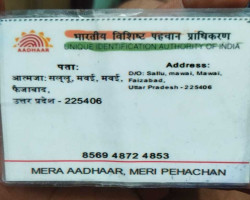 भारतीय विशिष्ट पहचान प्राधिकरण
UNIQUE IDENTIFICATION AUTHORITY OF INDIA
AADHAAR
पता:
आत्मजा: सल्लू, मवई, मवई,
फैजाबाद,
उत्तर प्रदेश - 225406
Address:
D/O: Sallu, mawai, Mawai,
Faizabad,
Uttar Pradesh - 225406
8569 4872 4853
MERA AADHAAR, MERI PEHACHAN